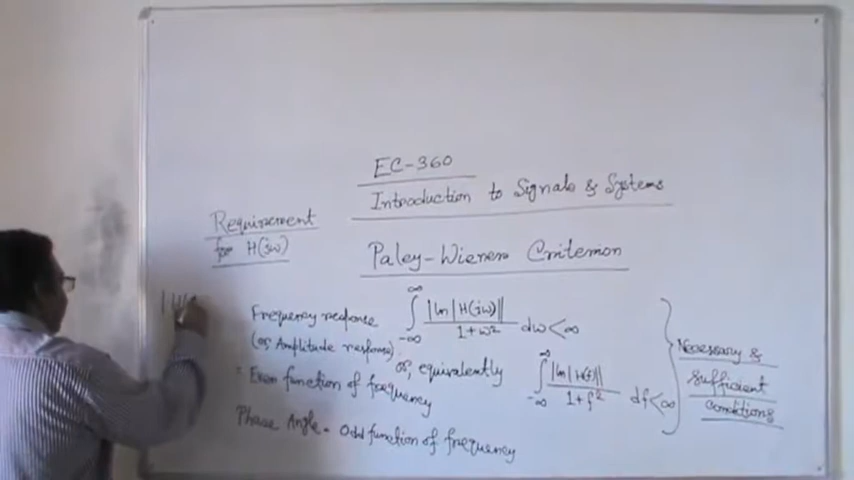 EC-360
Introduction to Signals & Systems
Requirement
for H(jω)
Paley-Wiener Criterion
Frequency response
(or Amplitude response)
= Even function of frequency
Phase Angle = Odd function of frequency
∫_{-∞}^{∞} |ln|H(jω)|| / (1+ω²) dω < ∞
or, equivalently
∫_{-∞}^{∞} |ln|H(f)|| / (1+f²) df < ∞
Necessary &
Sufficient
Conditions